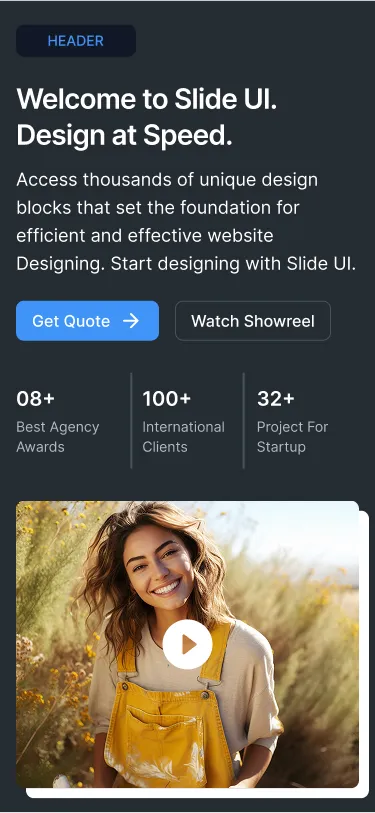 HEADER
Welcome to Slide UI.
Design at Speed.
Access thousands of unique design
blocks that set the foundation for
efficient and effective website
Designing. Start designing with Slide UI.
Get Quote
Watch Showreel
08+
Best Agency
Awards
100+
International
Clients
32+
Project For
Startup